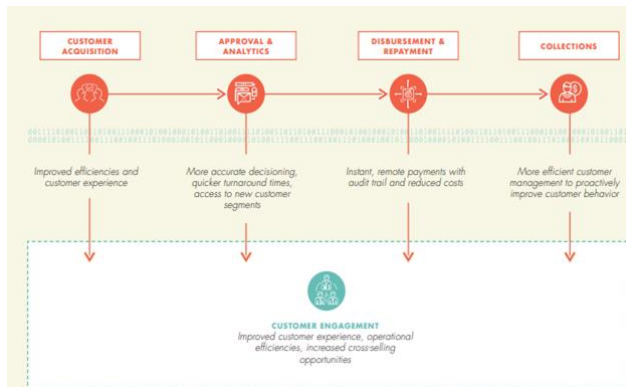 CUSTOMER
ACQUISITION
APPROVAL &
ANALYTICS
DISBURSEMENT &
REPAYMENT
COLLECTIONS
Improved efficiencies and
customer experience
More accurate decisioning,
quicker turnaround times,
access to new customer
segments
Instant, remote payments with
audit trail and reduced costs
More efficient customer
management to proactively
improve customer behavior
CUSTOMER ENGAGEMENT
Improved customer experience, operational
efficiencies, increased cross-selling
opportunities